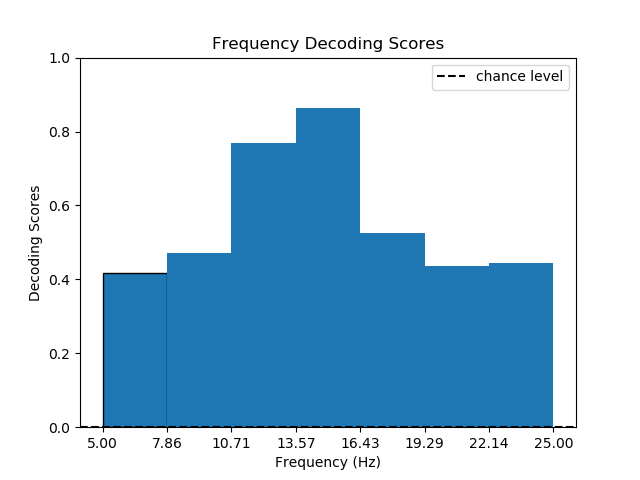 Frequency Decoding Scores
chance level
Decoding Scores
1.0
0.8
0.6
0.4
0.2
0.0
5.00 7.86 10.71 13.57 16.43 19.29 22.14 25.00
Frequency (Hz)